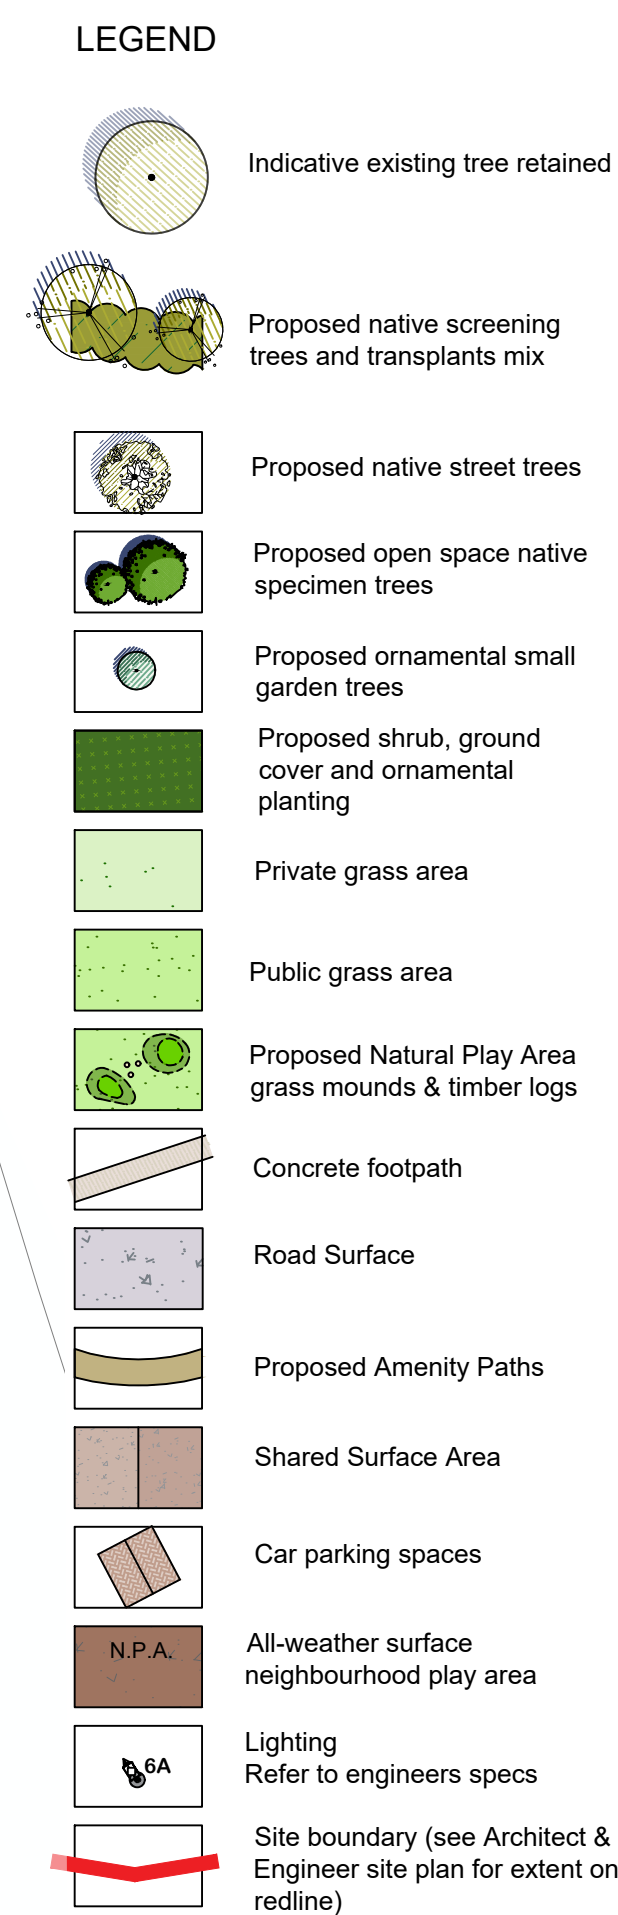 LEGEND
Indicative existing tree retained
Proposed native screening
trees and transplants mix
Proposed native street trees
Proposed open space native
specimen trees
Proposed ornamental small
garden trees
Proposed shrub, ground
cover and ornamental
planting
Private grass area
Public grass area
Proposed Natural Play Area
grass mounds & timber logs
Concrete footpath
Road Surface
Proposed Amenity Paths
Shared Surface Area
Car parking spaces
N.P.A.
All-weather surface
neighbourhood play area
6A
Lighting
Refer to engineers specs
Site boundary (see Architect &
Engineer site plan for extent on
redline)